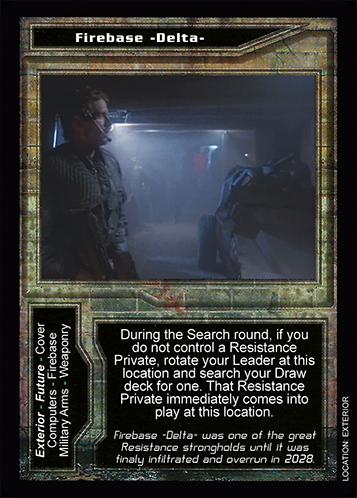 Firebase -Delta-
Exterior - Future - Cover
Computers - Firebase
Military Arms - Weaponry
During the Search round, if you
do not control a Resistance
Private, rotate your Leader at this
location and search your Draw
deck for one. That Resistance
Private immediately comes into
play at this location.
Firebase -Delta- was one of the great
Resistance strongholds until it was
finaly infiltrated and overrun in 2028.
LOCATION: EXTERIOR